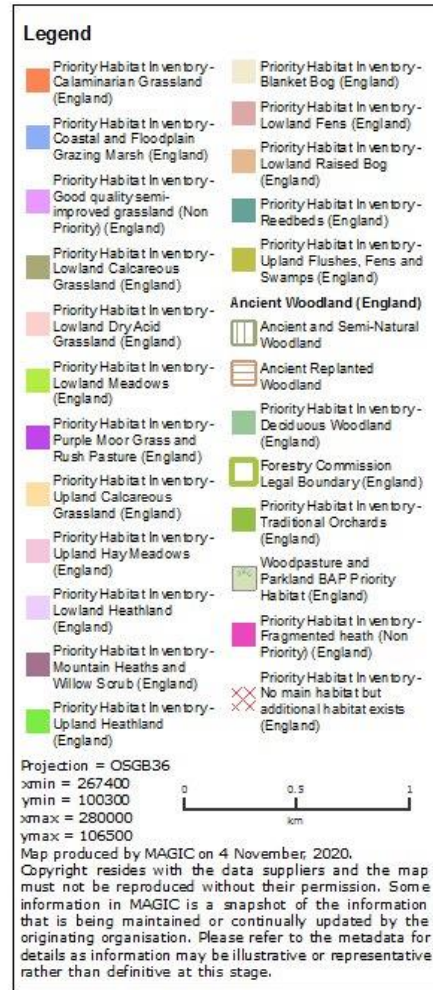 Legend
Priority Habitat Inventory -
Calaminarian Grassland
(England)
Priority Habitat Inventory -
Coastal and Floodplain
Grazing Marsh (England)
Priority Habitat Inventory -
Good quality semi-
improved grassland (Non
Priority) (England)
Priority Habitat Inventory -
Lowland Calcareous
Grassland (England)
Priority Habitat Inventory -
Lowland Dry Acid
Grassland (England)
Priority Habitat Inventory -
Lowland Meadows
(England)
Priority Habitat Inventory -
Purple Moor Grass and
Rush Pasture (England)
Priority Habitat Inventory -
Upland Calcareous
Grassland (England)
Priority Habitat Inventory -
Upland Hay Meadows
(England)
Priority Habitat Inventory -
Lowland Heathland
(England)
Priority Habitat Inventory -
Mountain Heaths and
Willow Scrub (England)
Priority Habitat Inventory -
Upland Heathland
(England)
Priority Habitat Inventory -
Blanket Bog (England)
Priority Habitat Inventory -
Lowland Fens (England)
Priority Habitat Inventory -
Lowland Raised Bog
(England)
Priority Habitat Inventory -
Reedbeds (England)
Priority Habitat Inventory -
Upland Flushes, Fens and
Swamps (England)
Ancient Woodland (England)
Ancient and Semi-Natural
Woodland
Ancient Replanted
Woodland
Priority Habitat Inventory -
Deciduous Woodland
(England)
Forestry Commission
Legal Boundary (England)
Priority Habitat Inventory -
Traditional Orchards
(England)
Woodpasture and
Parkland BAP Priority
Habitat (England)
Priority Habitat Inventory -
Fragmented heath (Non
Priority) (England)
Priority Habitat Inventory -
No main habitat but
additional habitat exists
(England)
Projection = OSGB36
xmin = 267400
ymin = 100300
xmax = 280000
ymax = 106500
0 0.5 1
km
Map produced by MAGIC on 4 November, 2020.
Copyright resides with the data suppliers and the map
must not be reproduced without their permission. Some
information in MAGIC is a snapshot of the information
that is being maintained or continually updated by the
originating organisation. Please refer to the metadata for
details as information may be illustrative or representative
rather than definitive at this stage.